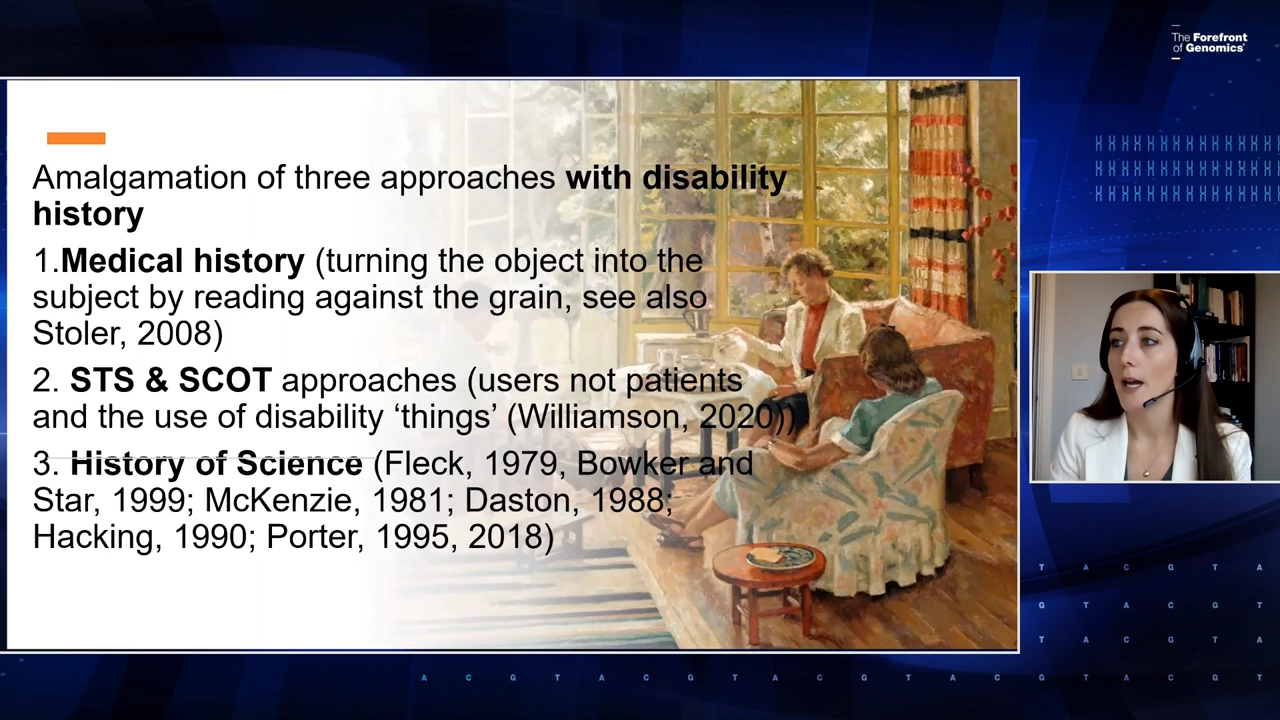 The Forefront
of Genomics®
Amalgamation of three approaches with disability
history
1.Medical history (turning the object into the
subject by reading against the grain, see also
Stoler, 2008)
2. STS & SCOT approaches (users not patients
and the use of disability ‘things’ (Williamson, 2020))
3. History of Science (Fleck, 1979, Bowker and
Star, 1999; McKenzie, 1981; Daston, 1988;
Hacking, 1990; Porter, 1995, 2018)
T A C G T A
G T A C G T
T A C G T A
A C G T A C G T A C G T A C G T A C G T